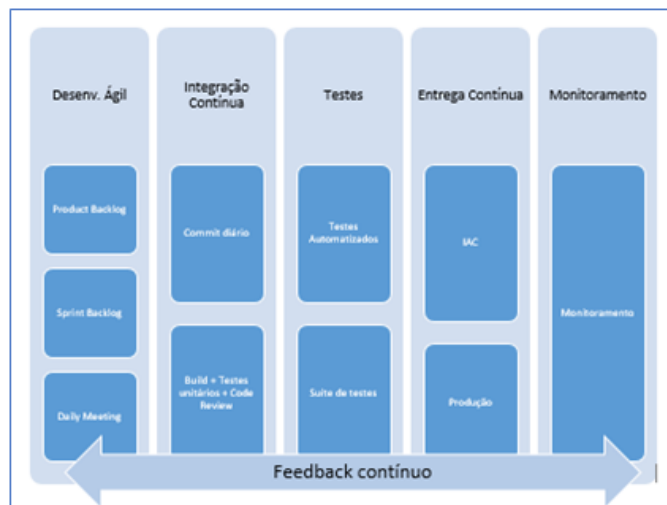 Desenv. Ágil
Product Backlog
Sprint Backlog
Daily Meeting
Integração
Contínua
Commit diário
Build + Testes
unitários + Code
Review
Testes
Testes
Automatizados
Suite de testes
Entrega Contínua
IAC
Produção
Monitoramento
Monitoramento
Feedback contínuo